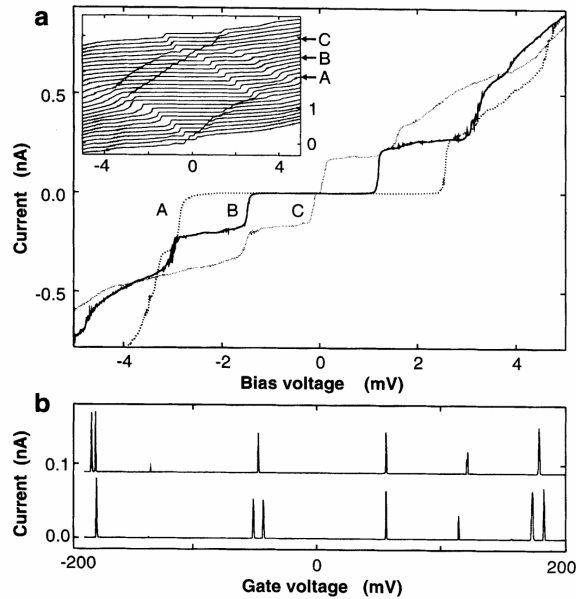 a
C
B
A
1
0
-4
0
4
0.5
0.0
-0.5
Current (nA)
A
B
C
-4
-2
0
2
4
Bias voltage (mV)
b
0.1
0.0
Current (nA)
-200
0
200
Gate voltage (mV)